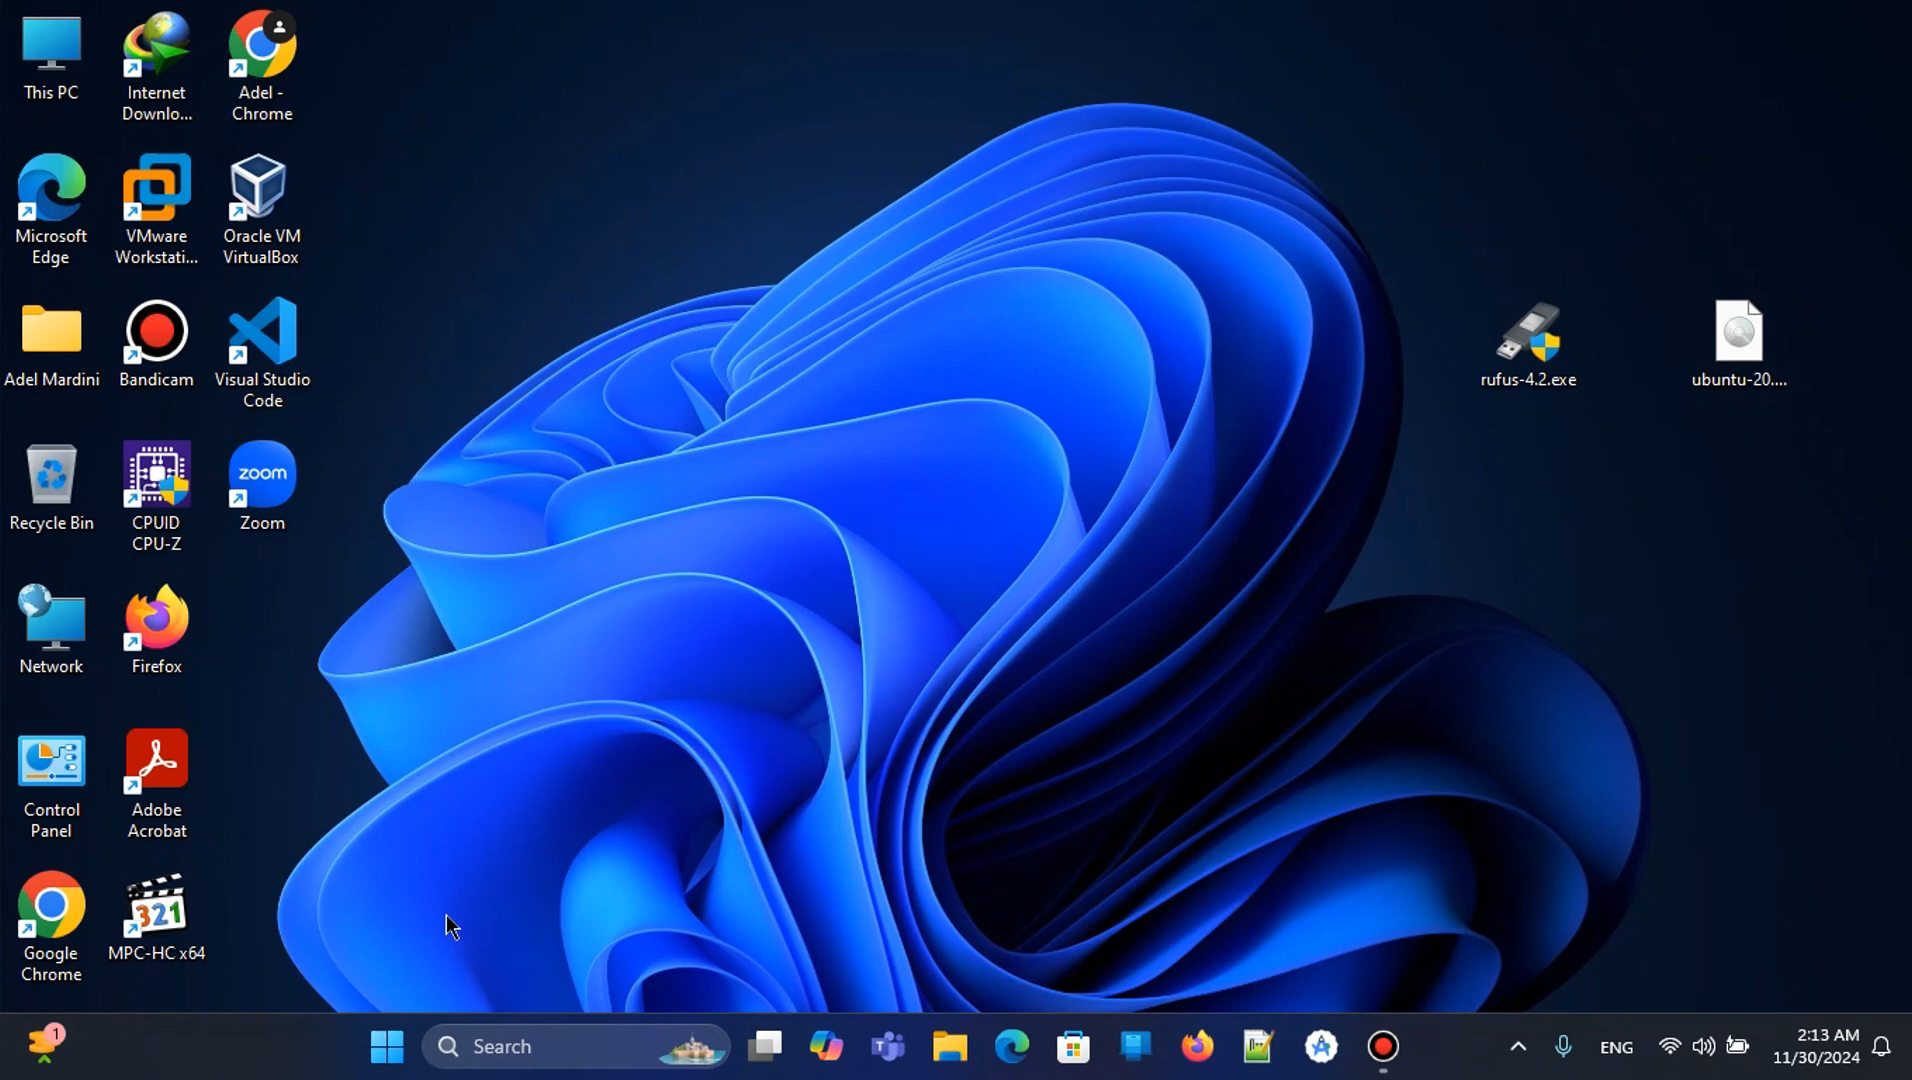 This PC
Internet
Downlo...
Adel -
Chrome
Microsoft
Edge
VMware
Workstati...
Oracle VM
VirtualBox
Adel Mardini
Bandicam
Visual Studio
Code
rufus-4.2.exe
ubuntu-20....
zoom
Recycle Bin
CPUID
CPU-Z
Zoom
Network
Firefox
Control
Panel
Adobe
Acrobat
321
Google
Chrome
MPC-HC x64
1
Search
ENG
2:13 AM
11/30/2024